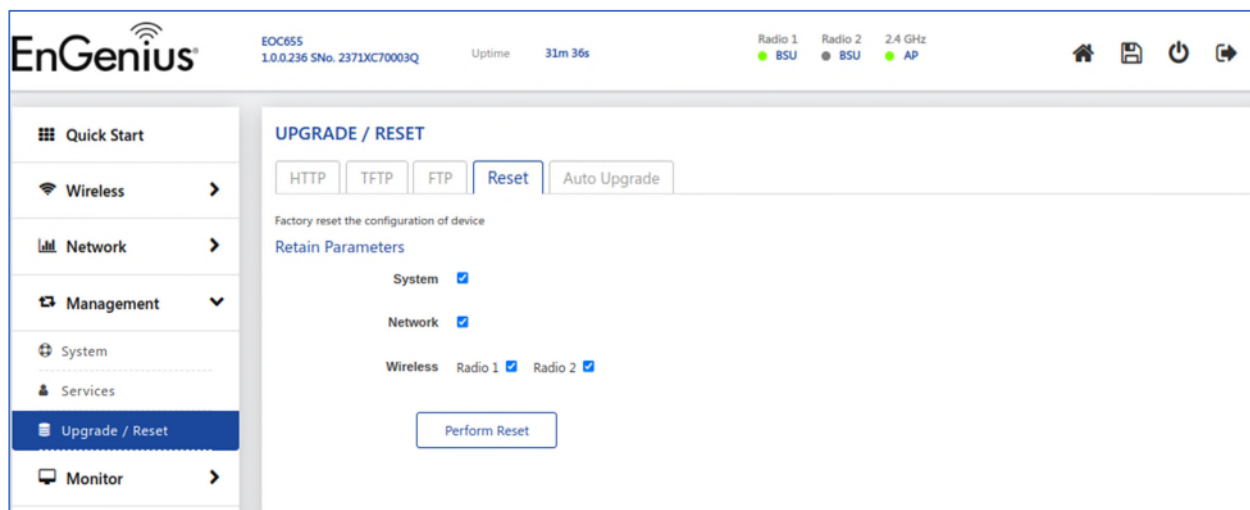 EnGenius
EOC655
1.0.0.236 SNo. 2371XC70003Q
Uptime 31m 36s
Radio 1 Radio 2 2.4 GHz
BSU BSU AP
Quick Start
Wireless
Network
Management
System
Services
Upgrade / Reset
Monitor
UPGRADE / RESET
HTTP TFTP FTP Reset Auto Upgrade
Factory reset the configuration of device
Retain Parameters
System
Network
Wireless Radio 1 Radio 2
Perform Reset